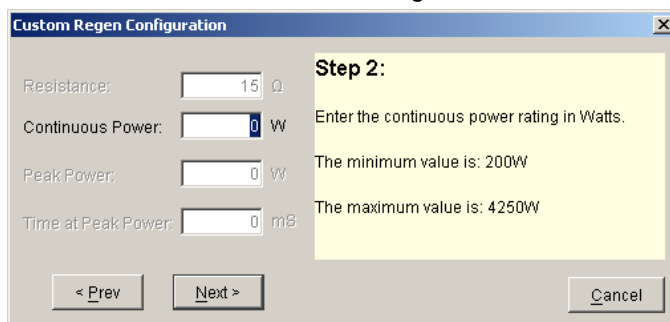 Custom Regen Configuration
Resistance: 15 Ω
Continuous Power: 0 W
Peak Power: 0 W
Time at Peak Power: 0 mS
Step 2:
Enter the continuous power rating in Watts.
The minimum value is: 200W
The maximum value is: 4250W
< Prev
Next >
Cancel